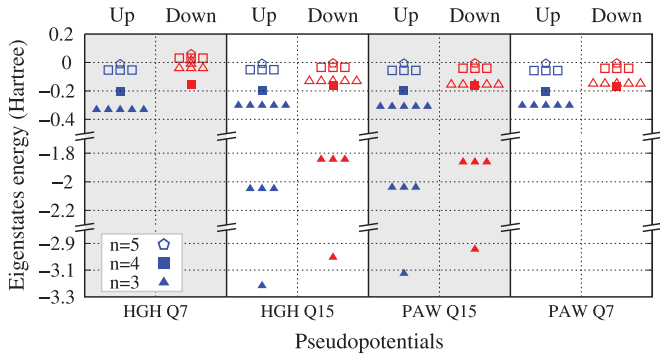 Up Down Up Down Up Down Up Down
Eigenstates energy (Hartree)
0.2
0
−0.2
−0.4
−1.8
−2
−2.2
−2.9
−3.1
−3.3
n=5
n=4
n=3
HGH Q7 HGH Q15 PAW Q15 PAW Q7
Pseudopotentials